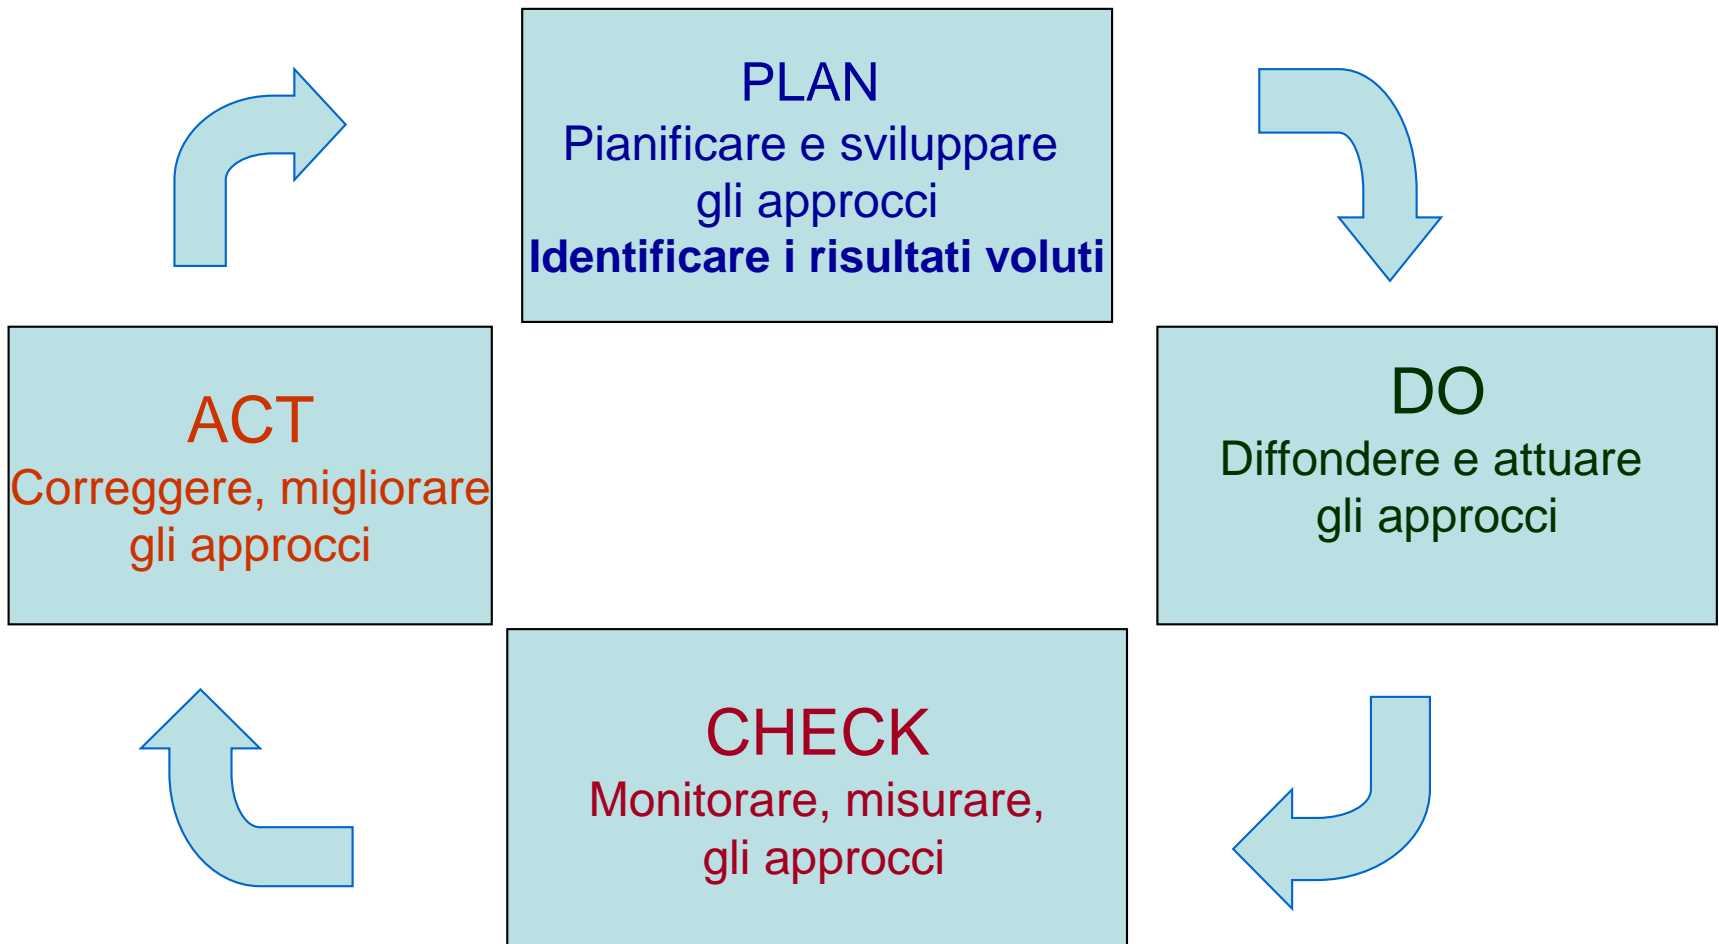 PLAN
Pianificare e sviluppare
gli approcci
Identificare i risultati voluti
DO
Diffondere e attuare
gli approcci
CHECK
Monitorare, misurare,
gli approcci
ACT
Correggere, migliorare
gli approcci